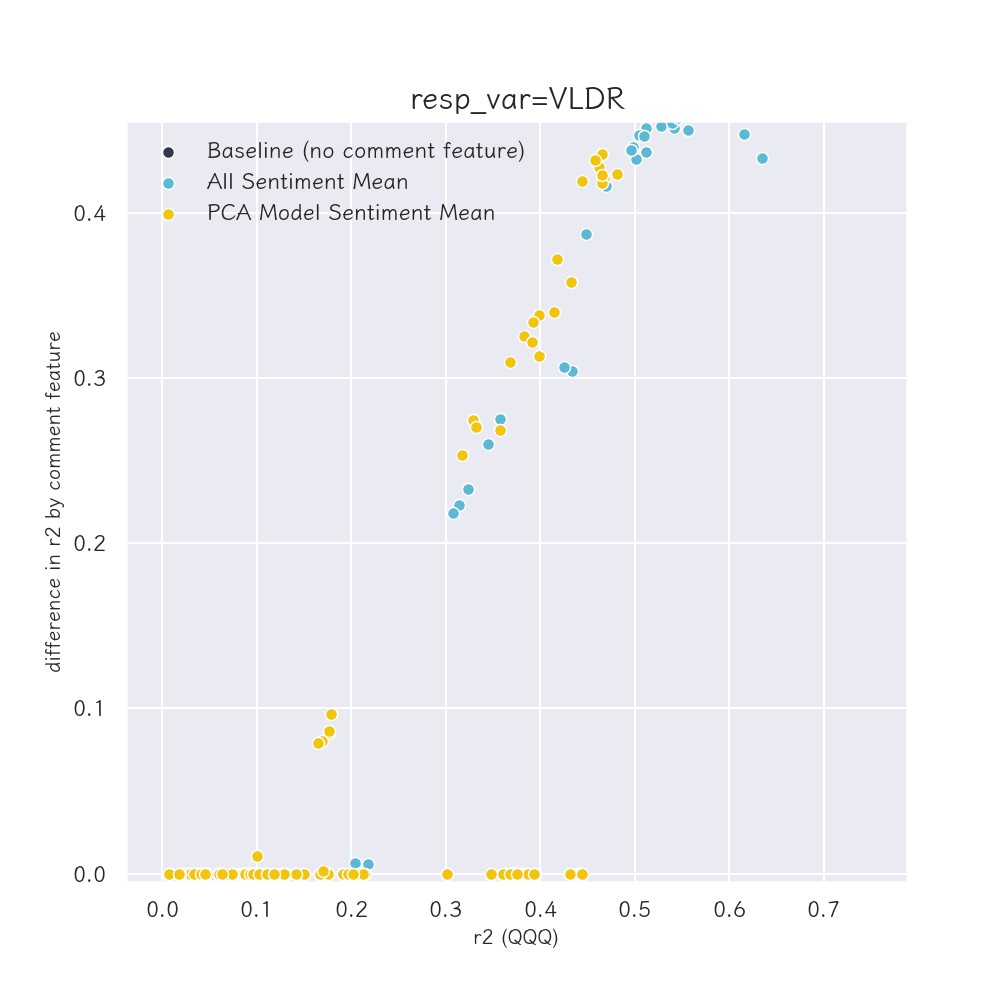 resp_var=VLDR
Baseline (no comment feature)
All Sentiment Mean
PCA Model Sentiment Mean
difference in r2 by comment feature
0.4
0.3
0.2
0.1
0.0
0.0 0.1 0.2 0.3 0.4 0.5 0.6 0.7
r2 (QQQ)